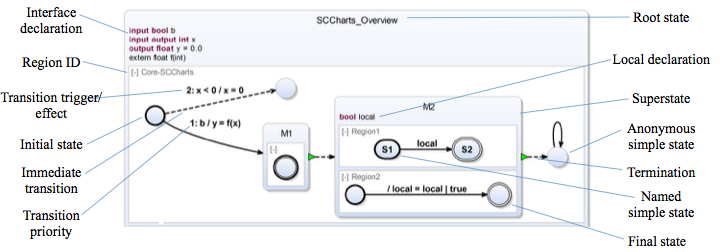 Interface
declaration
Region ID
Transition trigger/
effect
Initial state
Immediate
transition
Transition
priority
SCCharts_Overview
input bool b
input output int x
output float y = 0.0
extern float f(int)
[-] Core-SCCharts
2: x < 0 / x = 0
1: b / y = f(x)
M1
[-]
M2
bool local
[-] Region1
S1
local
S2
[-] Region2
/ local = local | true
Root state
Local declaration
Superstate
Anonymous
simple state
Termination
Named
simple state
Final state